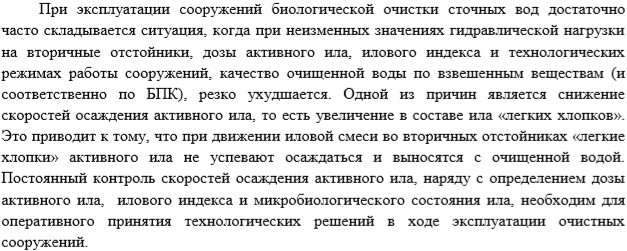 При эксплуатации сооружений биологической очистки сточных вод достаточно
часто складывается ситуация, когда при неизменных значениях гидравлической нагрузки
на вторичные отстойники, дозы активного ила, илового индекса и технологических
режимах работы сооружений, качество очищенной воды по взвешенным веществам (и
соответственно по БПК), резко ухудшается. Одной из причин является снижение
скоростей осаждения активного ила, то есть увеличение в составе ила «легких хлопков».
Это приводит к тому, что при движении иловой смеси во вторичных отстойниках «легкие
хлопки» активного ила не успевают осаждаться и выносятся с очищенной водой.
Постоянный контроль скоростей осаждения активного ила, наряду с определением дозы
активного ила, илового индекса и микробиологического состояния ила, необходим для
оперативного принятия технологических решений в ходе эксплуатации очистных
сооружений.